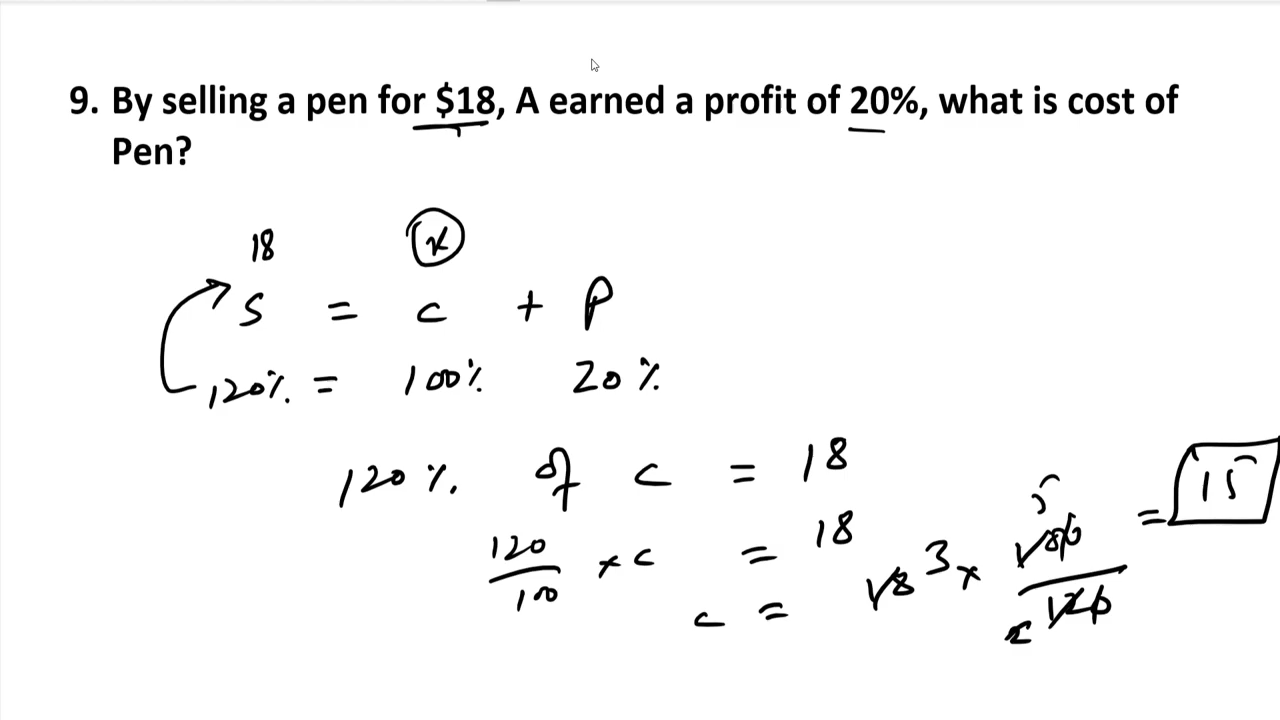 9. By selling a pen for $18, A earned a profit of 20%, what is cost of
Pen?
18 x
S = C + P
120% = 100% 20%
120% of C = 18
120/100 × C = 18
C = 18 3 × 100 5 / 120 = 15